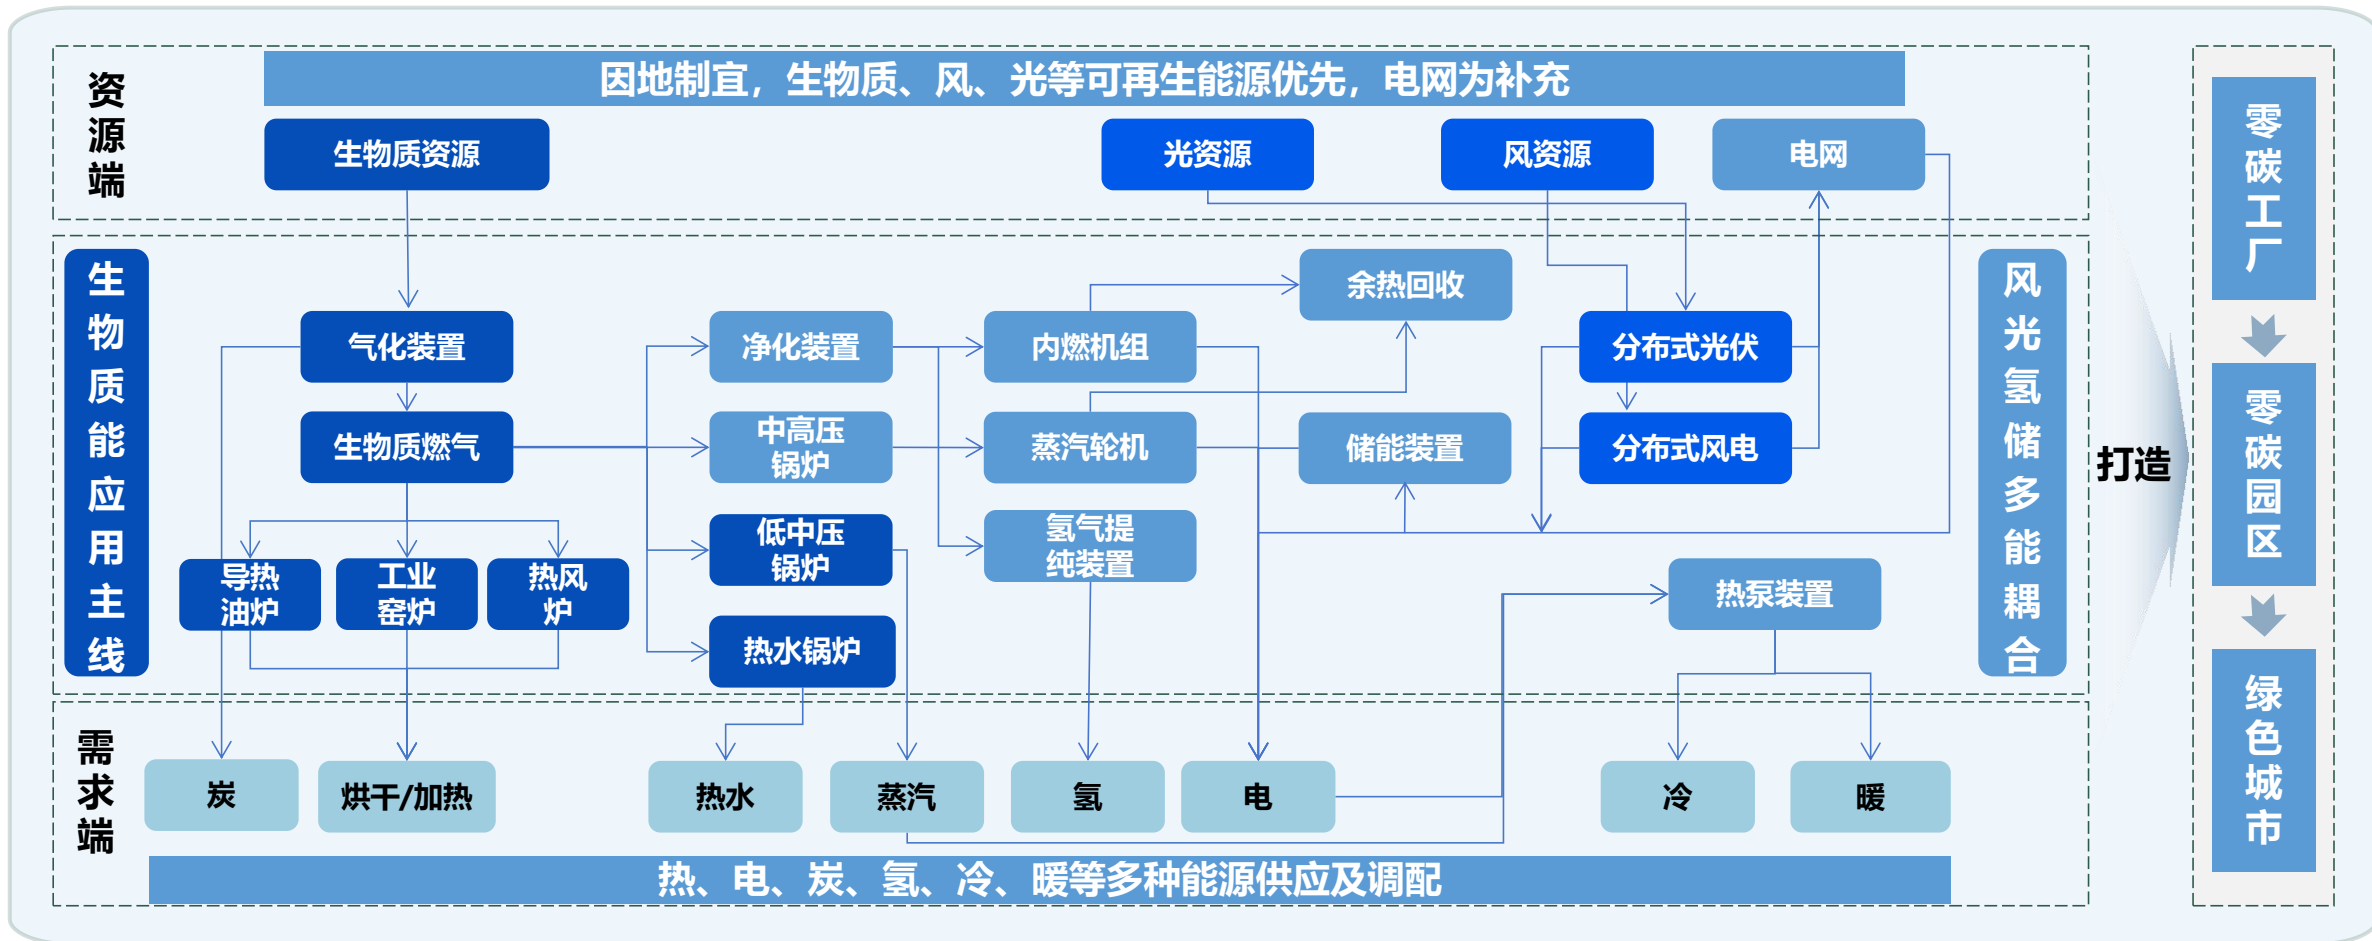 因地制宜，生物质、风、光等可再生能源优先，电网为补充
资源端
生物质资源
光资源
风资源
电网
生物质能应用主线
气化装置
生物质燃气
导热
油炉
工业
窑炉
热风
炉
净化装置
中高压
锅炉
低中压
锅炉
热水锅炉
内燃机组
蒸汽轮机
氢气提
纯装置
余热回收
储能装置
分布式光伏
分布式风电
热泵装置
风光氢储多能耦合
需求端
炭
烘干/加热
热水
蒸汽
氢
电
冷
暖
热、电、炭、氢、冷、暖等多种能源供应及调配
打造
零碳工厂
零碳园区
绿色城市